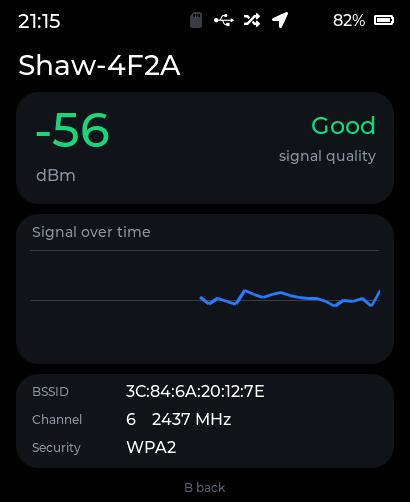 21:15
82%
Shaw-4F2A
-56
Good
dBm
signal quality
Signal over time
BSSID 3C:84:6A:20:12:7E
Channel 6 2437 MHz
Security WPA2
B back